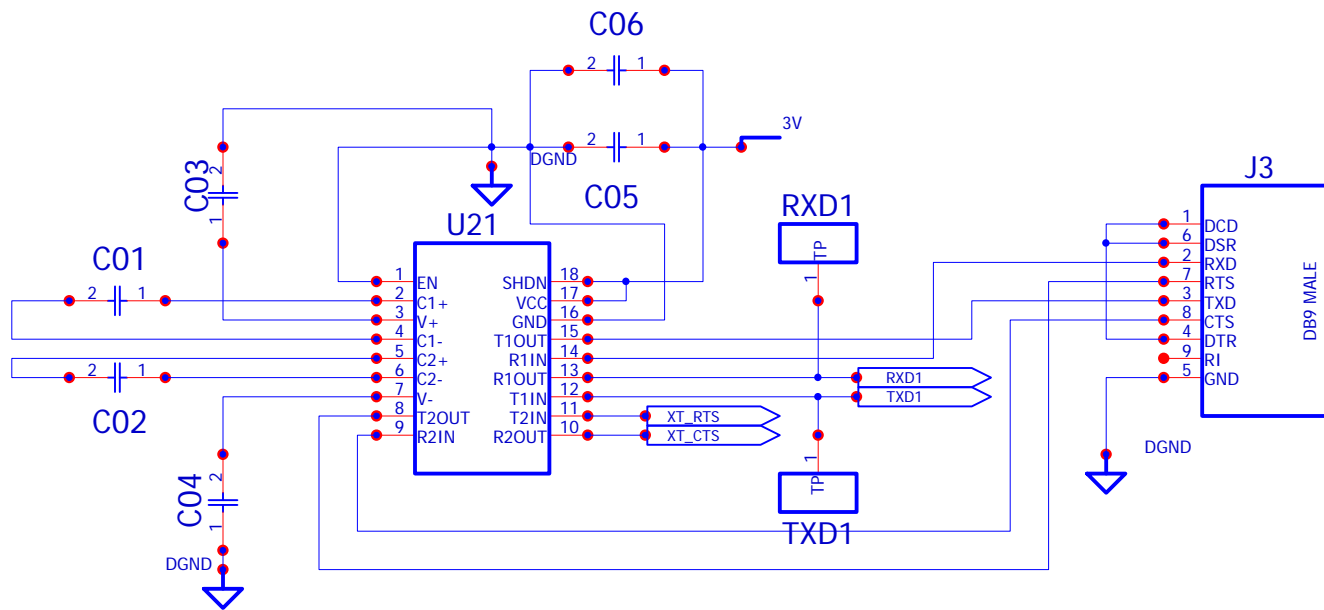 C06
2 1
3V
DGND
2 1
C05
C03
2
1
U21
RXD1
TP
1
J3
C01
2 1
C02
2 1
1 EN
2 C1+
3 V+
4 C1-
5 C2+
6 C2-
7 V-
8 T2OUT
9 R2IN
SHDN 18
VCC 17
GND 16
T1OUT 15
R1IN 14
R1OUT 13
T1IN 12
T2IN 11
R2OUT 10
RXD1
TXD1
XT_RTS
XT_CTS
1
TP
TXD1
1 DCD
6 DSR
2 RXD
7 RTS
3 TXD
8 CTS
4 DTR
9 RI
5 GND
DB9 MALE
DGND
C04
2
1
DGND